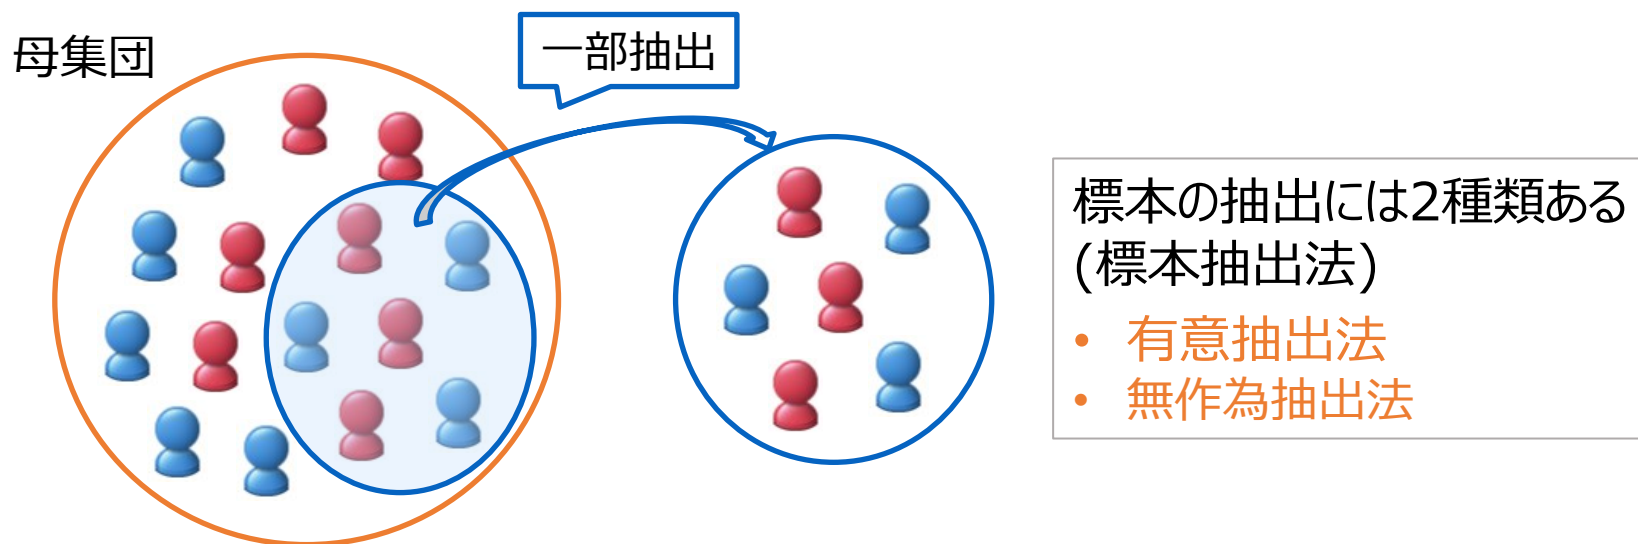 母集団
一部抽出
標本の抽出には2種類ある
(標本抽出法)
• 有意抽出法
• 無作為抽出法